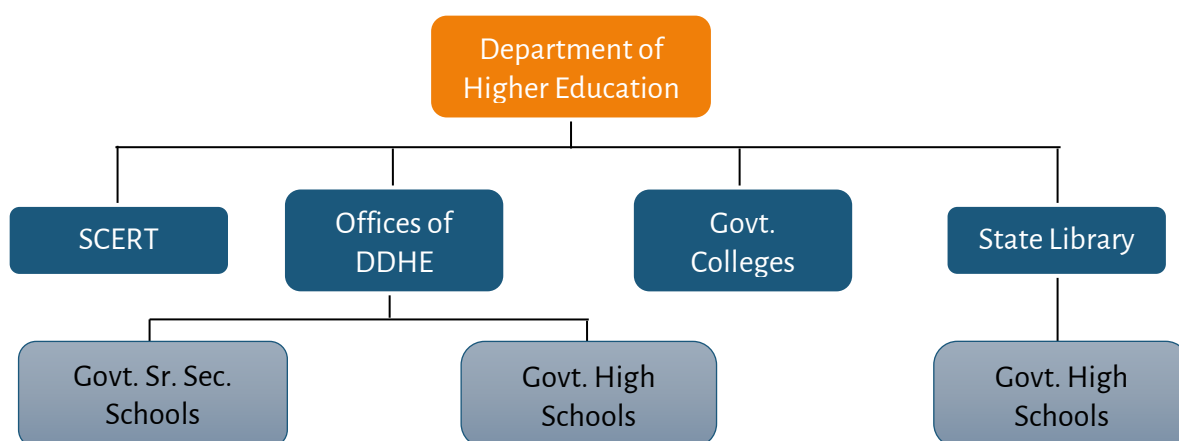 Department of
Higher Education
SCERT
Offices of
DDHE
Govt.
Colleges
State Library
Govt. Sr. Sec.
Schools
Govt. High
Schools
Govt. High
Schools